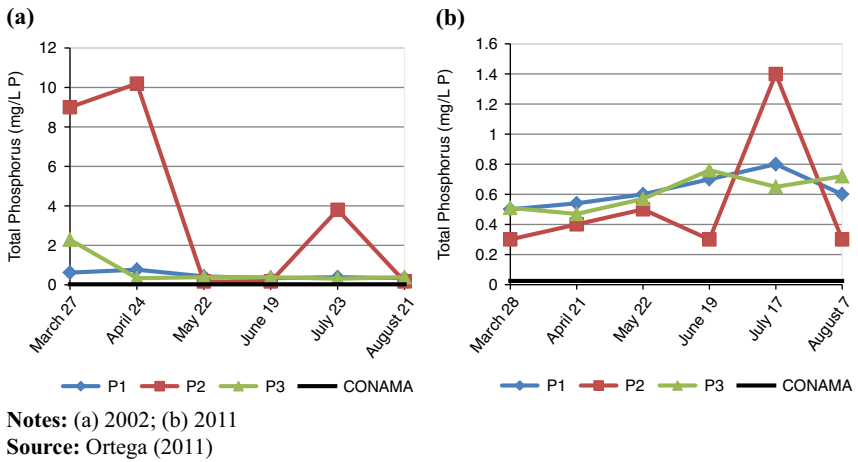 (a)
Total Phosphorus (mg/L P)
12
10
8
6
4
2
0
March 27
April 24
May 22
June 19
July 23
August 21
P1 P2 P3 CONAMA
(b)
Total Phosphorus (mg/L P)
1.6
1.4
1.2
1
0.8
0.6
0.4
0.2
0
March 28
April 21
May 22
June 19
July 17
August 7
P1 P2 P3 CONAMA
Notes: (a) 2002; (b) 2011
Source: Ortega (2011)